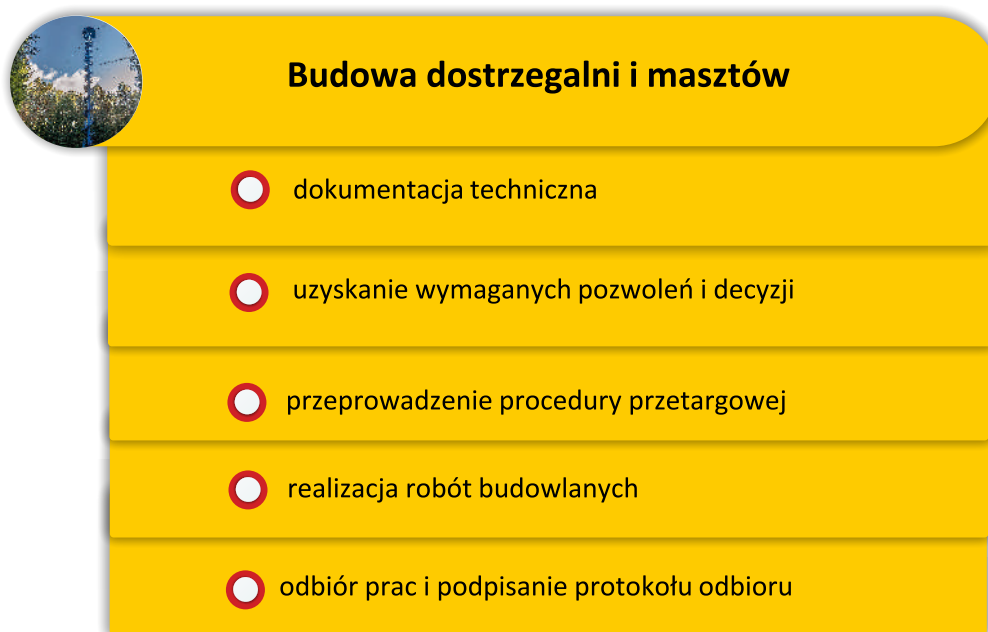 Budowa dostrzegalni i masztów
dokumentacja techniczna
uzyskanie wymaganych pozwoleń i decyzji
przeprowadzenie procedury przetargowej
realizacja robót budowlanych
odbiór prac i podpisanie protokołu odbioru